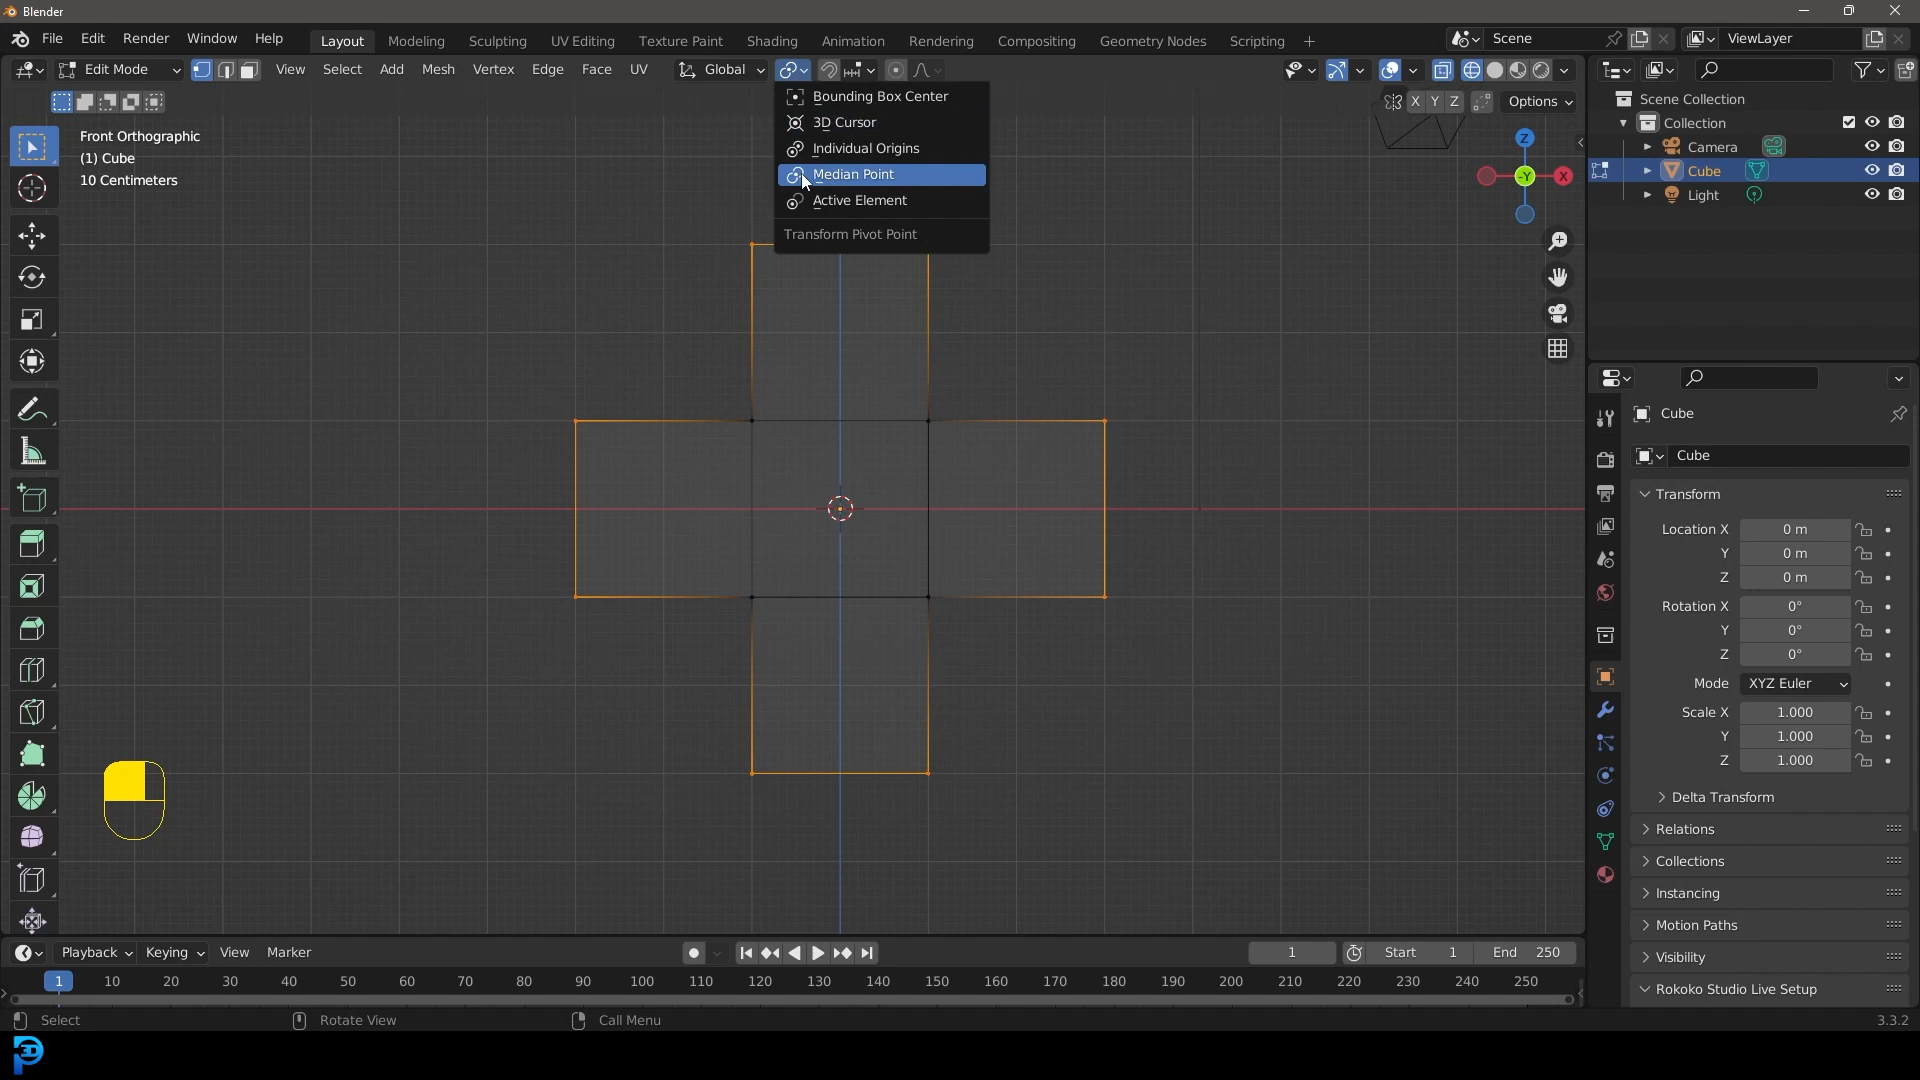 Blender
File Edit Render Window Help Layout Modeling Sculpting UV Editing Texture Paint Shading Animation Rendering Compositing Geometry Nodes Scripting + Scene ViewLayer
Edit Mode View Select Add Mesh Vertex Edge Face UV Global
X Y Z Options
Bounding Box Center
3D Cursor
Individual Origins
Median Point
Active Element
Transform Pivot Point
Front Orthographic
(1) Cube
10 Centimeters
Z
-Y X
Scene Collection
Collection
Camera
Cube
Light
Cube
Cube
Transform
Location X 0 m
Y 0 m
Z 0 m
Rotation X 0°
Y 0°
Z 0°
Mode XYZ Euler
Scale X 1.000
Y 1.000
Z 1.000
Delta Transform
Relations
Collections
Instancing
Motion Paths
Visibility
Rokoko Studio Live Setup
Playback Keying View Marker 1 Start 1 End 250
1 10 20 30 40 50 60 70 80 90 100 110 120 130 140 150 160 170 180 190 200 210 220 230 240 250
Select Rotate View Call Menu 3.3.2